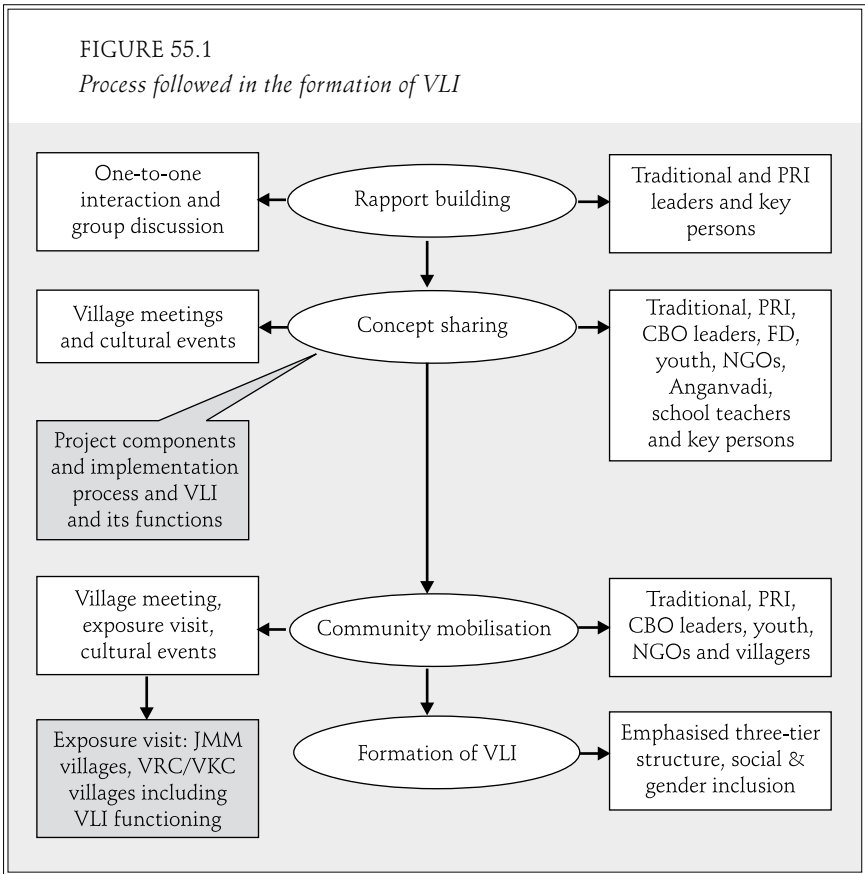 FIGURE 55.1
Process followed in the formation of VLI
One-to-one
interaction and
group discussion
Rapport building
Traditional and PRI
leaders and key
persons
Village meetings
and cultural events
Concept sharing
Traditional, PRI,
CBO leaders, FD,
youth, NGOs,
Anganvadi,
school teachers
and key persons
Project components
and implementation
process and VLI
and its functions
Village meeting,
exposure visit,
cultural events
Community mobilisation
Traditional, PRI,
CBO leaders, youth,
NGOs and villagers
Exposure visit: JMM
villages, VRC/VKC
villages including
VLI functioning
Formation of VLI
Emphasised three-tier
structure, social &
gender inclusion